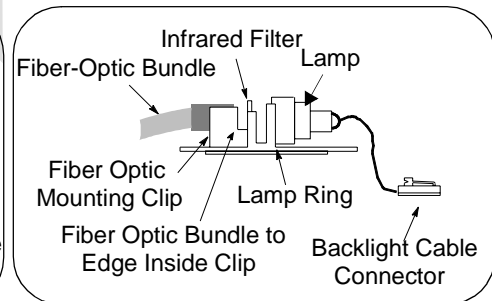 Infrared Filter
Fiber-Optic Bundle
Lamp
Fiber Optic
Mounting Clip
Lamp Ring
Fiber Optic Bundle to
Edge Inside Clip
Backlight Cable
Connector
e